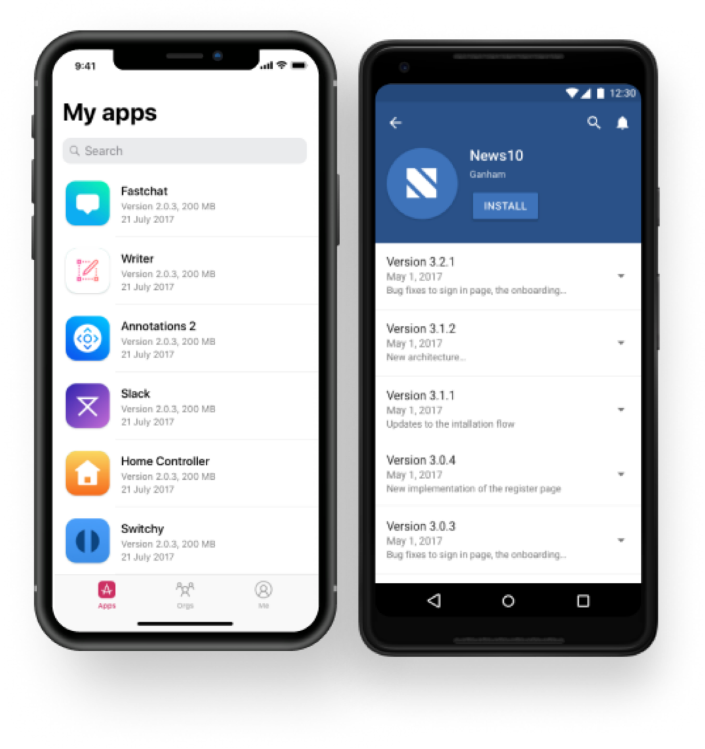 9:41
My apps
Search
Fastchat
Version 2.0.3, 200 MB
21 July 2017
Writer
Version 2.0.3, 200 MB
21 July 2017
Annotations 2
Version 2.0.3, 200 MB
21 July 2017
Slack
Version 2.0.3, 200 MB
21 July 2017
Home Controller
Version 2.0.3, 200 MB
21 July 2017
Switchy
Version 2.0.3, 200 MB
21 July 2017
Apps
Orgs
Me
12:30
News10
Ganham
INSTALL
Version 3.2.1
May 1, 2017
Bug fixes to sign in page, the onboarding...
Version 3.1.2
May 1, 2017
New architecture...
Version 3.1.1
May 1, 2017
Updates to the intallation flow
Version 3.0.4
May 1, 2017
New implementation of the register page
Version 3.0.3
May 1, 2017
Bug fixes to sign in page, the onboarding...